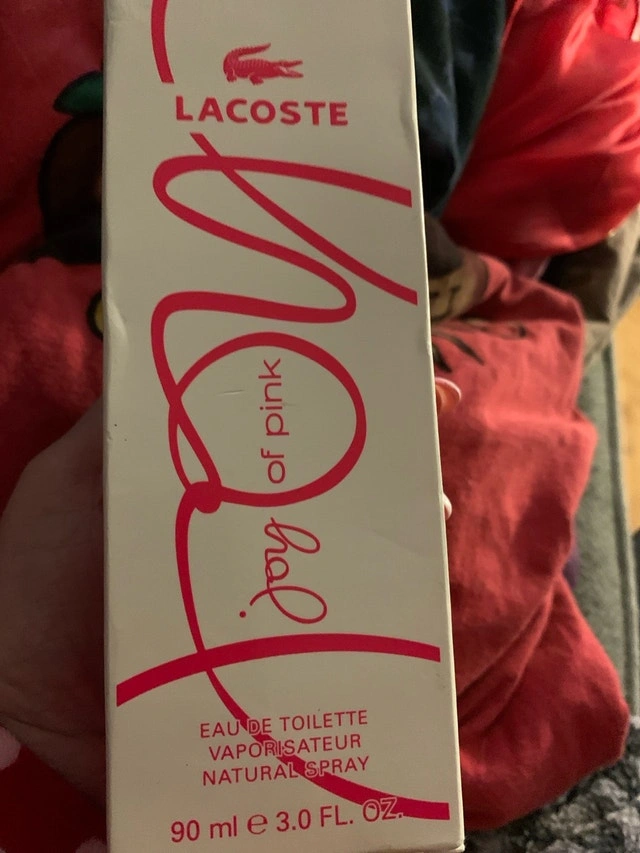 LACOSTE
joy of pink
EAU DE TOILETTE
VAPORISATEUR
NATURAL SPRAY
90 ml e 3.0 FL. OZ.